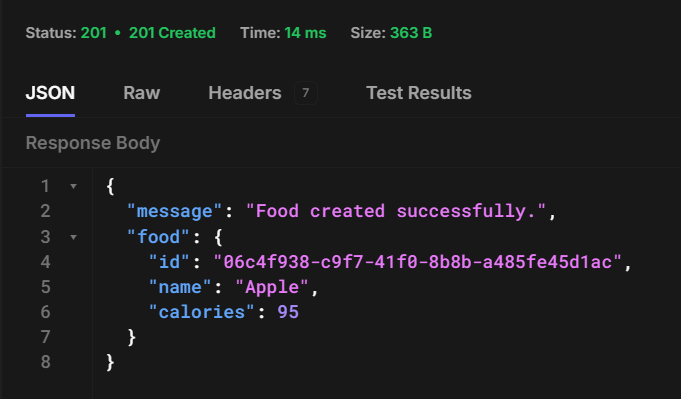 Status: 201 • 201 Created Time: 14 ms Size: 363 B
JSON Raw Headers 7 Test Results
Response Body
1 {
2 "message": "Food created successfully.",
3 "food": {
4 "id": "06c4f938-c9f7-41f0-8b8b-a485fe45d1ac",
5 "name": "Apple",
6 "calories": 95
7 }
8 }